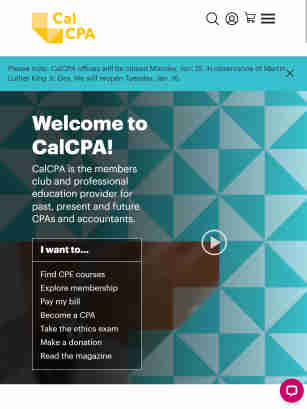 Cal
CPA
Please note: CalCPA offices will be closed Monday, Jan. 15, in observance of Martin
Luther King Jr. Day. We will reopen Tuesday, Jan. 16.
Welcome to
CalCPA!
CalCPA is the members
club and professional
education provider for
past, present and future
CPAs and accountants.
I want to...
Find CPE courses
Explore membership
Pay my bill
Become a CPA
Take the ethics exam
Make a donation
Read the magazine